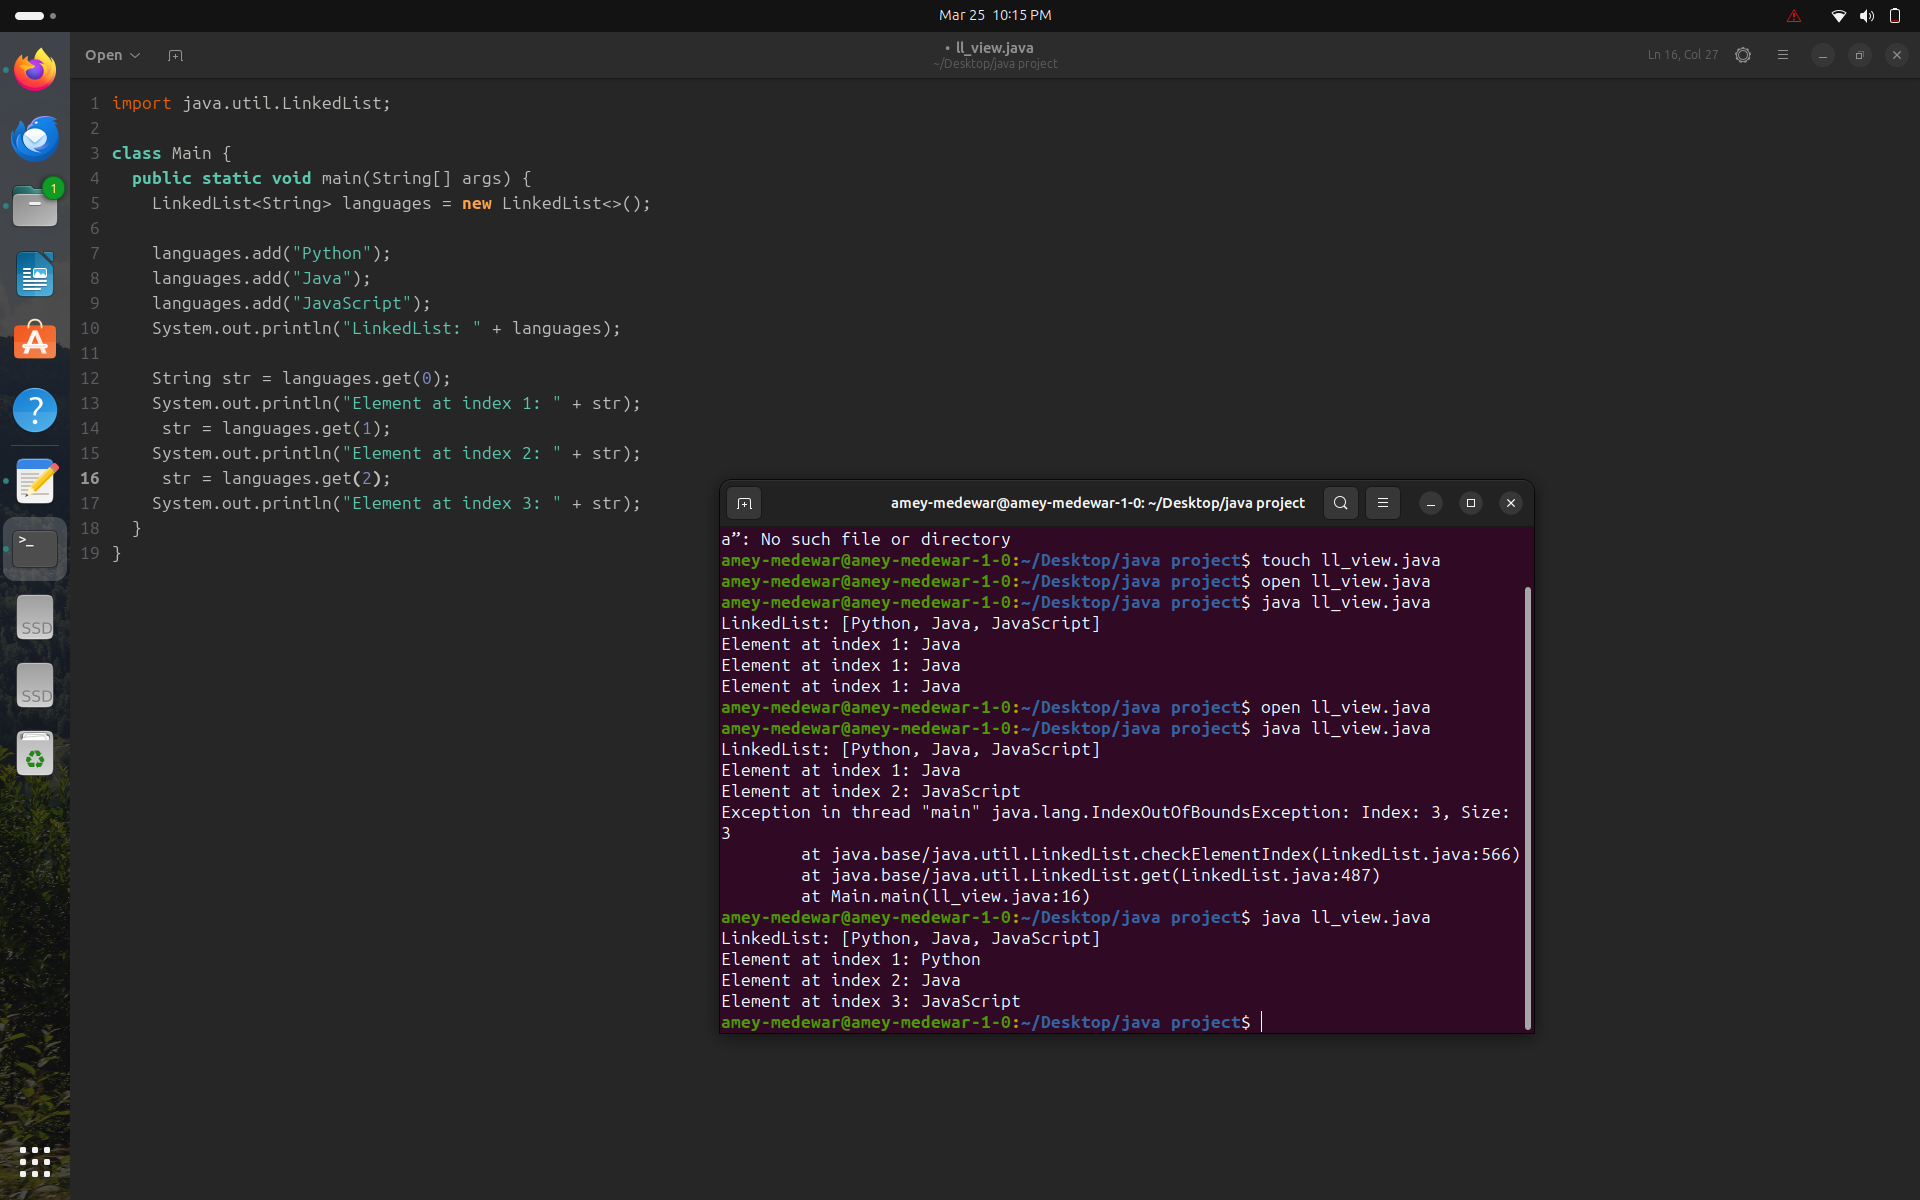 Mar 25 10:15 PM
Open
• ll_view.java
~/Desktop/java project
Ln 16, Col 27
1 import java.util.LinkedList;
2
3 class Main {
4 public static void main(String[] args) {
5 LinkedList<String> languages = new LinkedList<>();
6
7 languages.add("Python");
8 languages.add("Java");
9 languages.add("JavaScript");
10 System.out.println("LinkedList: " + languages);
11
12 String str = languages.get(0);
13 System.out.println("Element at index 1: " + str);
14 str = languages.get(1);
15 System.out.println("Element at index 2: " + str);
16 str = languages.get(2);
17 System.out.println("Element at index 3: " + str);
18 }
19 }
1
A
?
>_
SSD
SSD
amey-medewar@amey-medewar-1-0: ~/Desktop/java project
a”: No such file or directory
amey-medewar@amey-medewar-1-0:~/Desktop/java project$ touch ll_view.java
amey-medewar@amey-medewar-1-0:~/Desktop/java project$ open ll_view.java
amey-medewar@amey-medewar-1-0:~/Desktop/java project$ java ll_view.java
LinkedList: [Python, Java, JavaScript]
Element at index 1: Java
Element at index 1: Java
Element at index 1: Java
amey-medewar@amey-medewar-1-0:~/Desktop/java project$ open ll_view.java
amey-medewar@amey-medewar-1-0:~/Desktop/java project$ java ll_view.java
LinkedList: [Python, Java, JavaScript]
Element at index 1: Java
Element at index 2: JavaScript
Exception in thread "main" java.lang.IndexOutOfBoundsException: Index: 3, Size:
3
at java.base/java.util.LinkedList.checkElementIndex(LinkedList.java:566)
at java.base/java.util.LinkedList.get(LinkedList.java:487)
at Main.main(ll_view.java:16)
amey-medewar@amey-medewar-1-0:~/Desktop/java project$ java ll_view.java
LinkedList: [Python, Java, JavaScript]
Element at index 1: Python
Element at index 2: Java
Element at index 3: JavaScript
amey-medewar@amey-medewar-1-0:~/Desktop/java project$